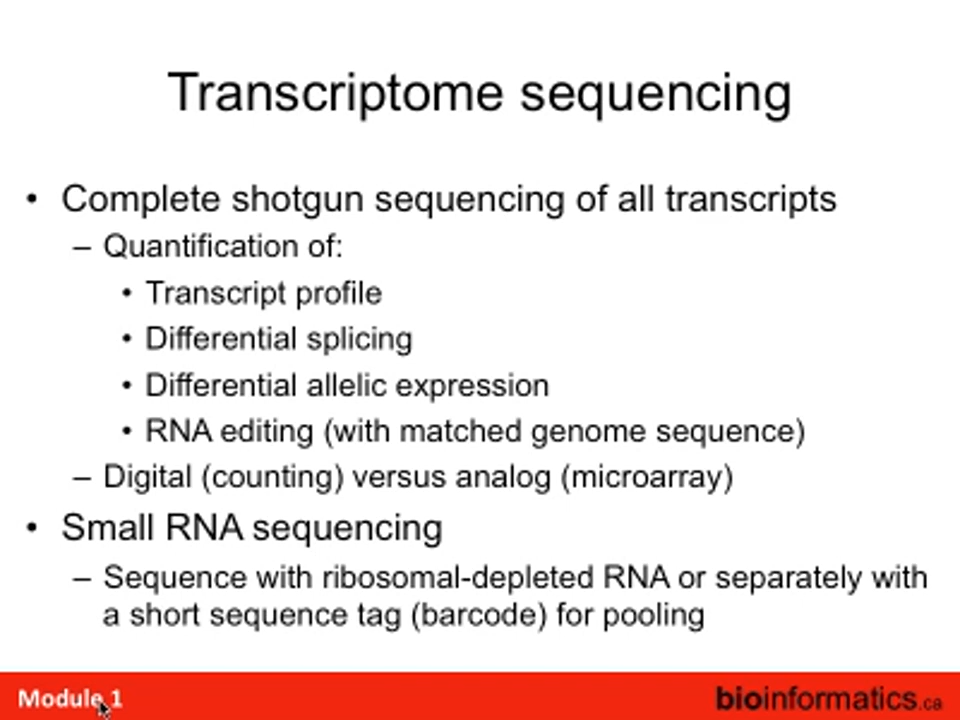 Transcriptome sequencing
• Complete shotgun sequencing of all transcripts
– Quantification of:
• Transcript profile
• Differential splicing
• Differential allelic expression
• RNA editing (with matched genome sequence)
– Digital (counting) versus analog (microarray)
• Small RNA sequencing
– Sequence with ribosomal-depleted RNA or separately with
a short sequence tag (barcode) for pooling
Module 1
bioinformatics.ca